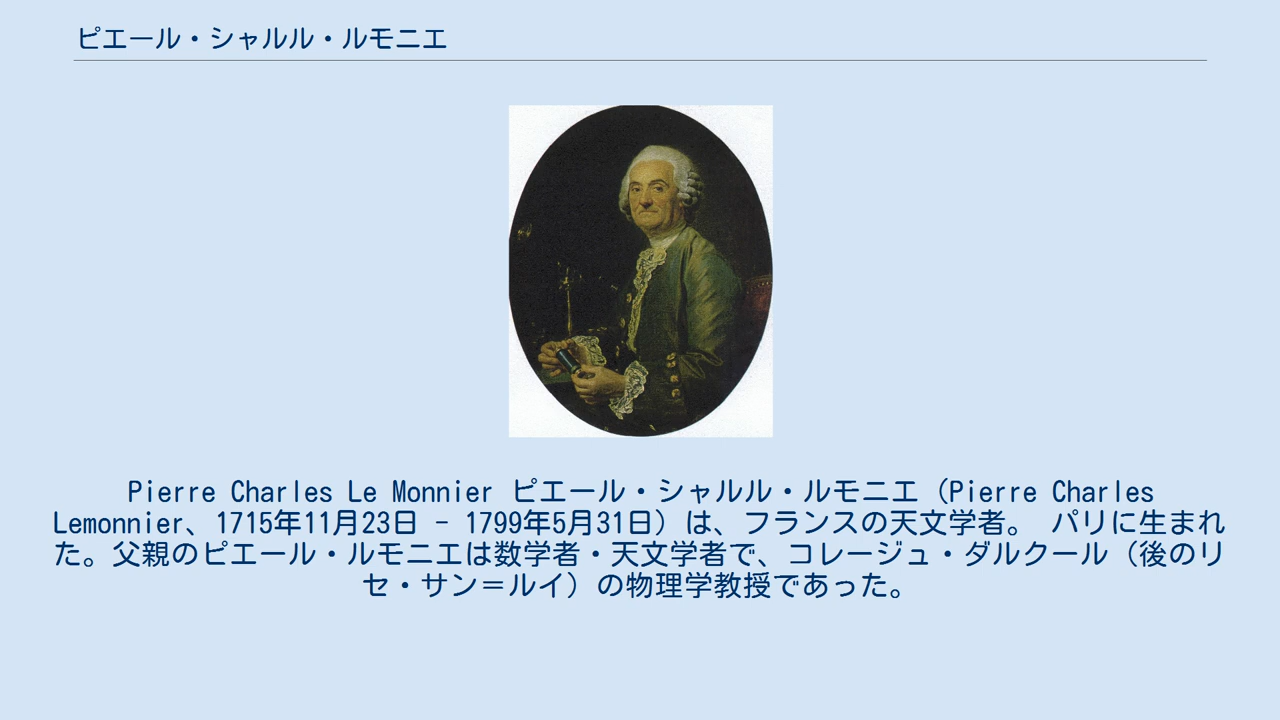 ピエール・シャルル・ルモニエ
Pierre Charles Le Monnier ピエール・シャルル・ルモニエ（Pierre Charles
Lemonnier、1715年11月23日 - 1799年5月31日）は、フランスの天文学者。 パリに生まれ
た。父親のピエール・ルモニエは数学者・天文学者で、コレージュ・ダルクール（後のリ
セ・サン＝ルイ）の物理学教授であった。